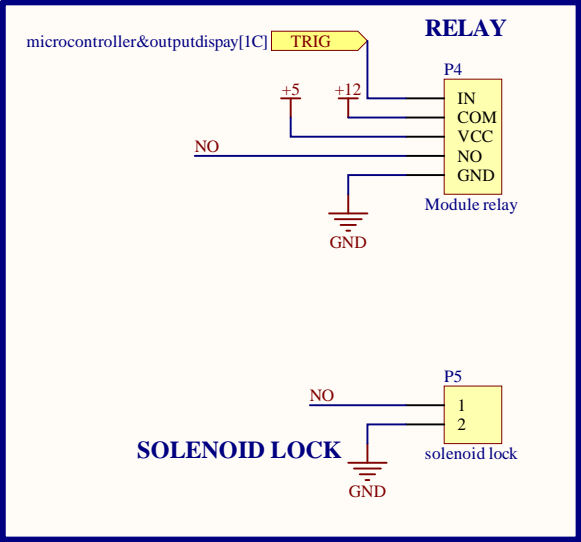 RELAY
microcontroller&outputdispay[1C] TRIG
P4
+5 +12
IN
COM
VCC
NO NO
GND
Module relay
GND
P5
NO
1
2
SOLENOID LOCK
solenoid lock
GND